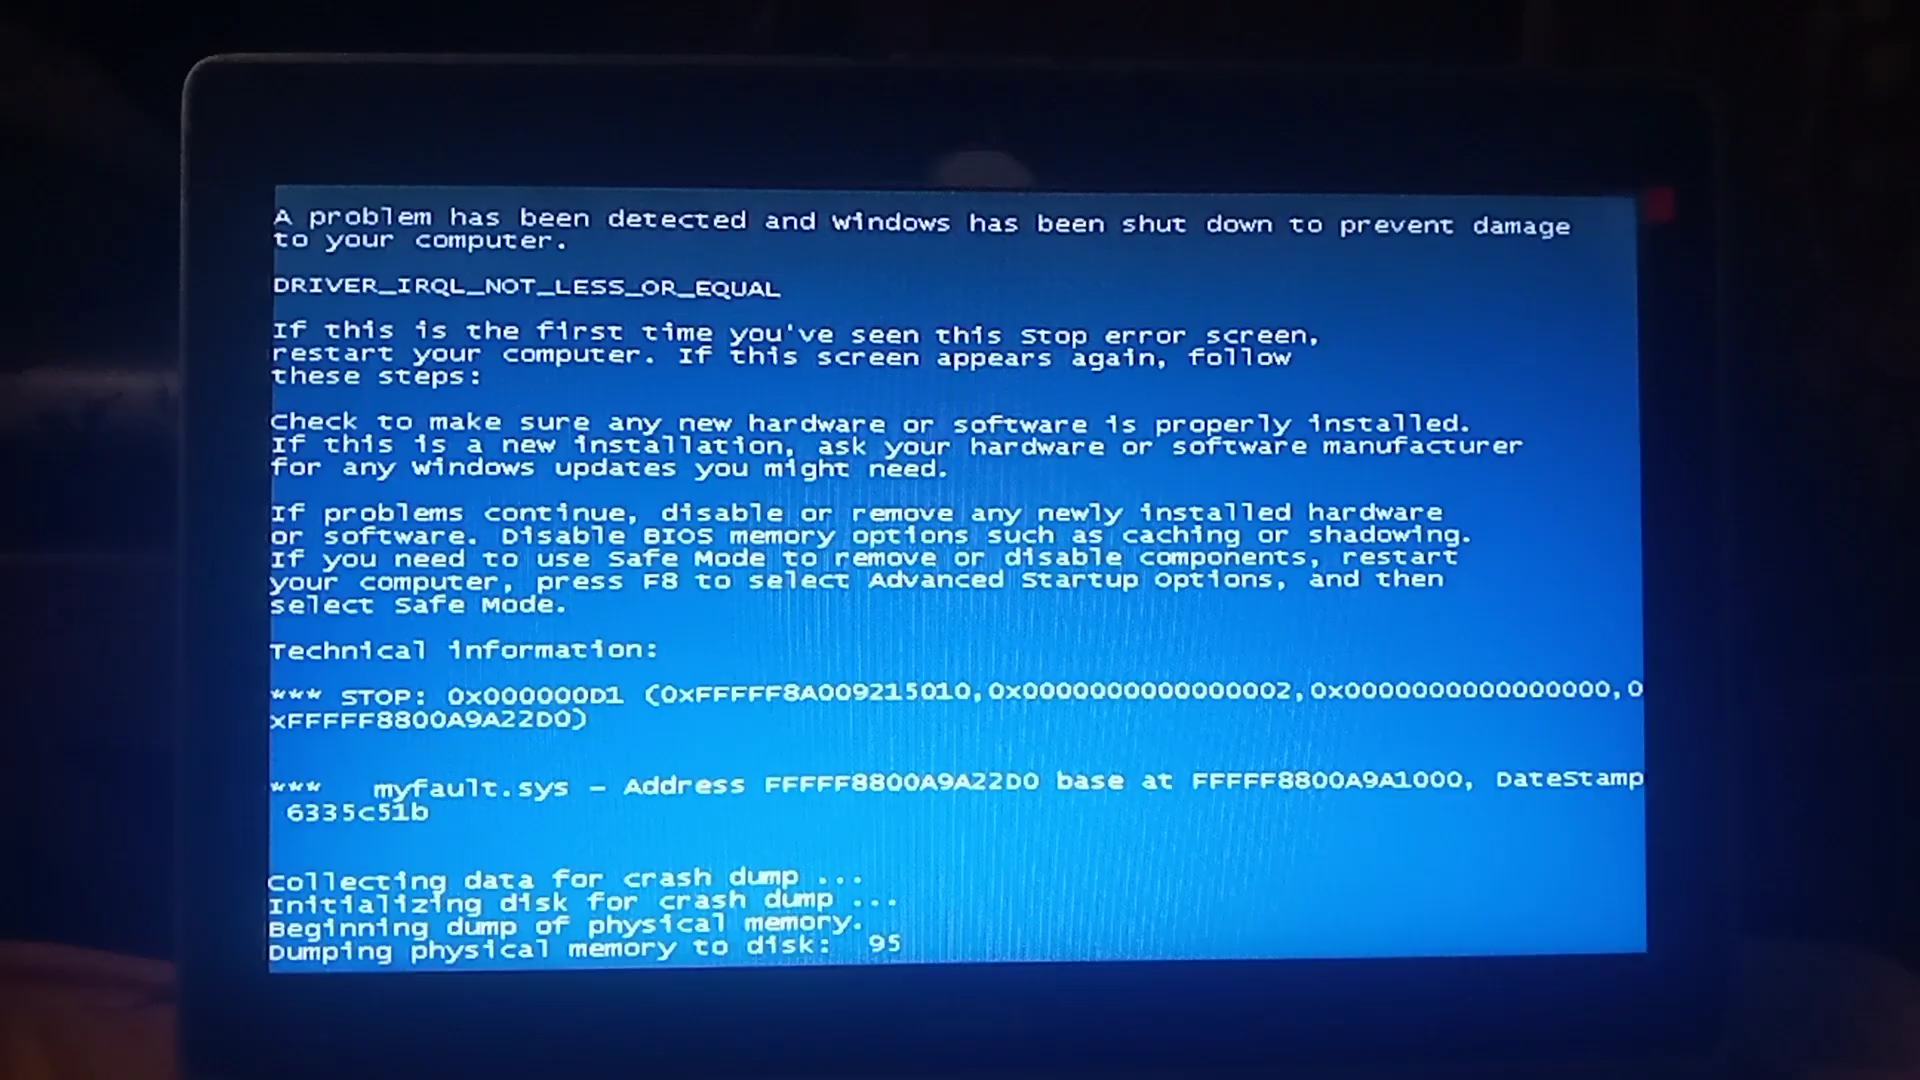 A problem has been detected and Windows has been shut down to prevent damage
to your computer.
DRIVER_IRQL_NOT_LESS_OR_EQUAL
If this is the first time you've seen this Stop error screen,
restart your computer. If this screen appears again, follow
these steps:
Check to make sure any new hardware or software is properly installed.
If this is a new installation, ask your hardware or software manufacturer
for any Windows updates you might need.
If problems continue, disable or remove any newly installed hardware
or software. Disable BIOS memory options such as caching or shadowing.
If you need to use Safe Mode to remove or disable components, restart
your computer, press F8 to select Advanced Startup Options, and then
select Safe Mode.
Technical information:
*** STOP: 0x000000D1 (0xFFFFF8A009215010,0x0000000000000002,0x0000000000000000,0
xFFFFF8800A9A22D0)
***   myfault.sys - Address FFFFF8800A9A22D0 base at FFFFF8800A9A1000, DateStamp
 6335c51b
Collecting data for crash dump ...
Initializing disk for crash dump ...
Beginning dump of physical memory.
Dumping physical memory to disk:  95